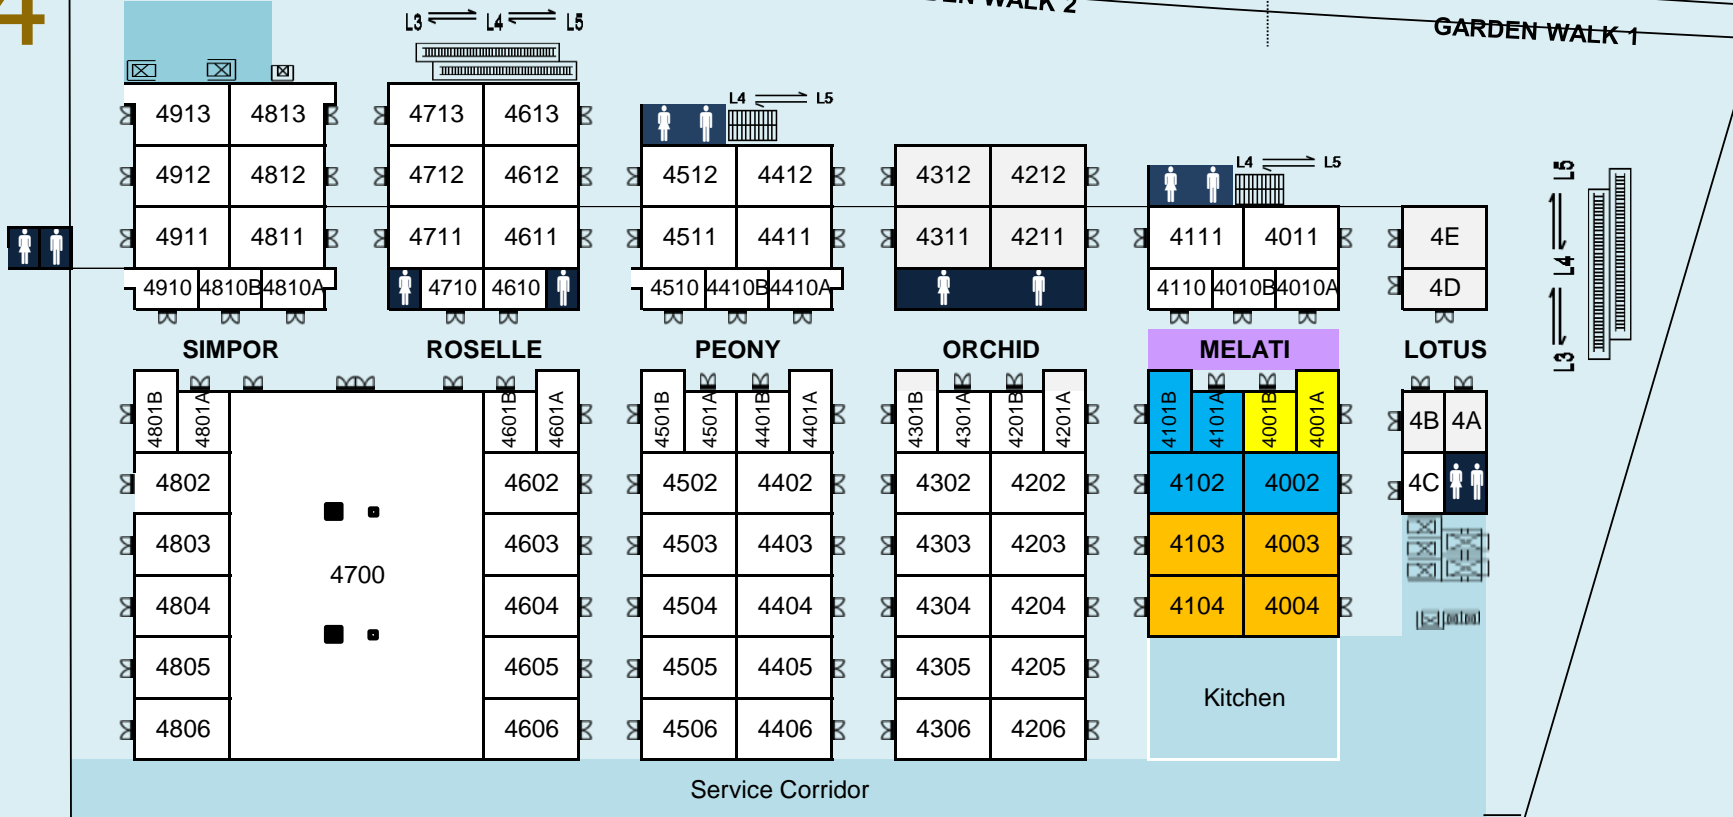 4
EN WALK 2
GARDEN WALK 1
L3 L4 L5
L4 L5
L4 L5
L5
L4
L3
4913 4813 4713 4613
4912 4812 4712 4612 4512 4412 4312 4212
4911 4811 4711 4611 4511 4411 4311 4211 4111 4011 4E
4910 4810B 4810A 4710 4610 4510 4410B 4410A 4110 4010B 4010A 4D
SIMPOR ROSELLE PEONY ORCHID MELATI LOTUS
4801B 4801A 4601B 4601A 4501B 4501A 4401B 4401A 4301B 4301A 4201B 4201A 4101B 4101A 4001B 4001A 4B 4A
4802 4602 4502 4402 4302 4202 4102 4002 4C
4803 4603 4503 4403 4303 4203 4103 4003
4700
4804 4604 4504 4404 4304 4204 4104 4004
4805 4605 4505 4405 4305 4205
Kitchen
4806 4606 4506 4406 4306 4206
Service Corridor